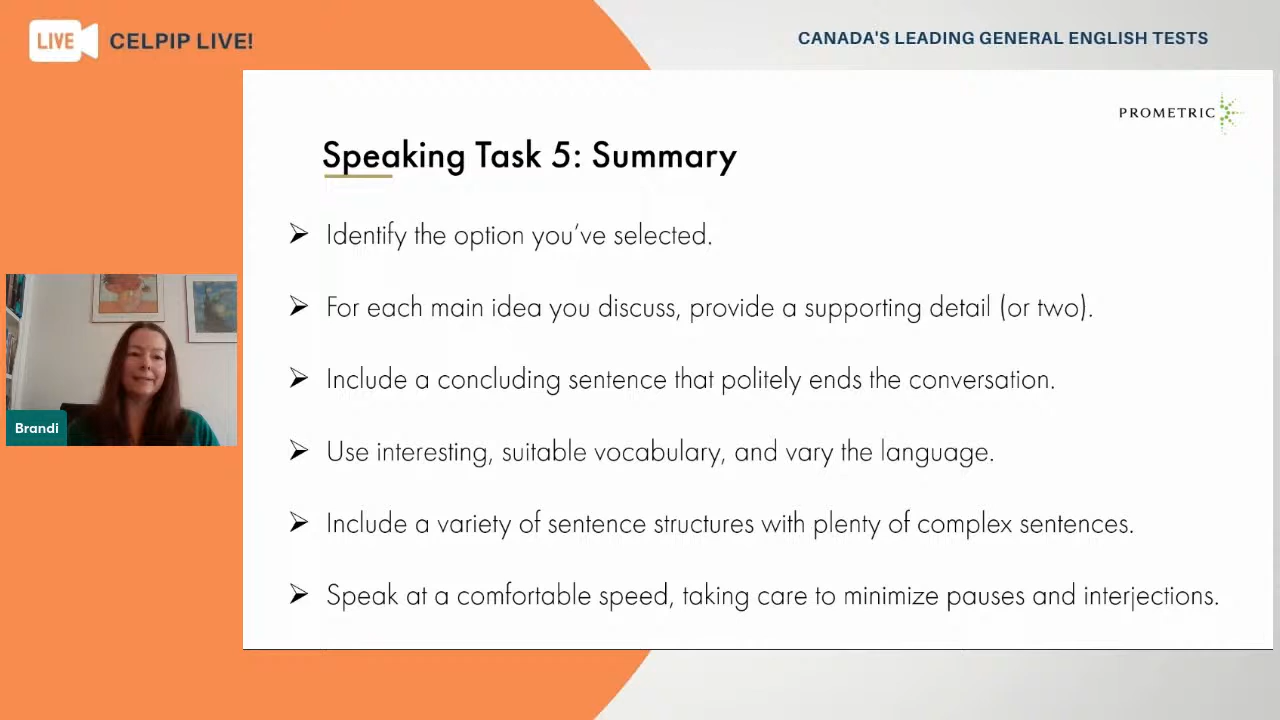 LIVE CELPIP LIVE!
CANADA'S LEADING GENERAL ENGLISH TESTS
PROMETRIC
Speaking Task 5: Summary
➢ Identify the option you've selected.
➢ For each main idea you discuss, provide a supporting detail (or two).
➢ Include a concluding sentence that politely ends the conversation.
➢ Use interesting, suitable vocabulary, and vary the language.
➢ Include a variety of sentence structures with plenty of complex sentences.
➢ Speak at a comfortable speed, taking care to minimize pauses and interjections.
Brandi